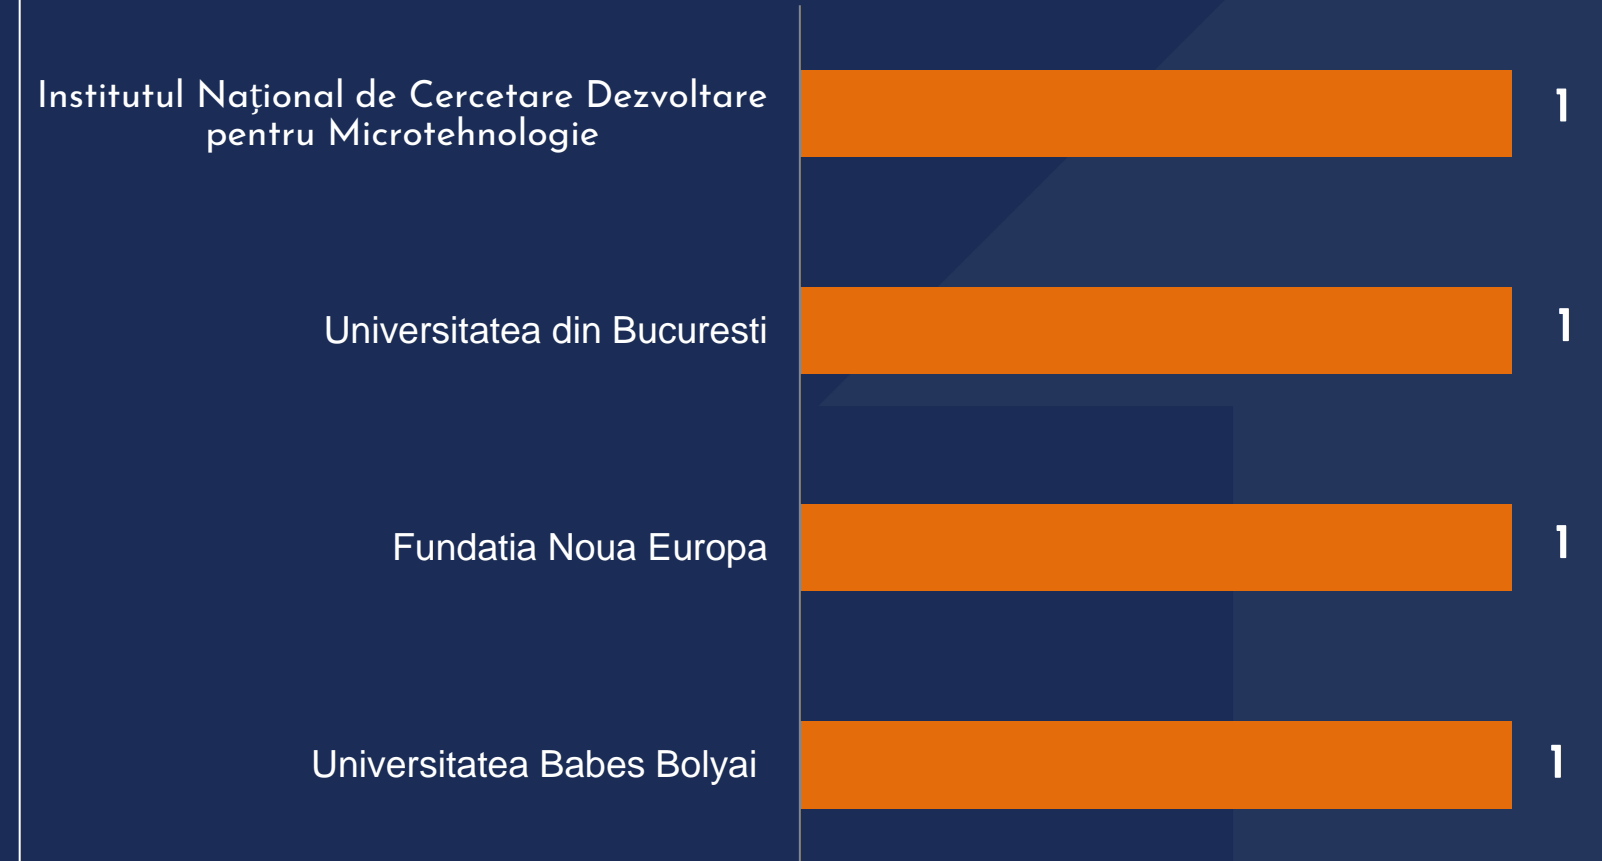 Institutul Național de Cercetare Dezvoltare
pentru Microtehnologie
1
Universitatea din Bucuresti
1
Fundatia Noua Europa
1
Universitatea Babes Bolyai
1